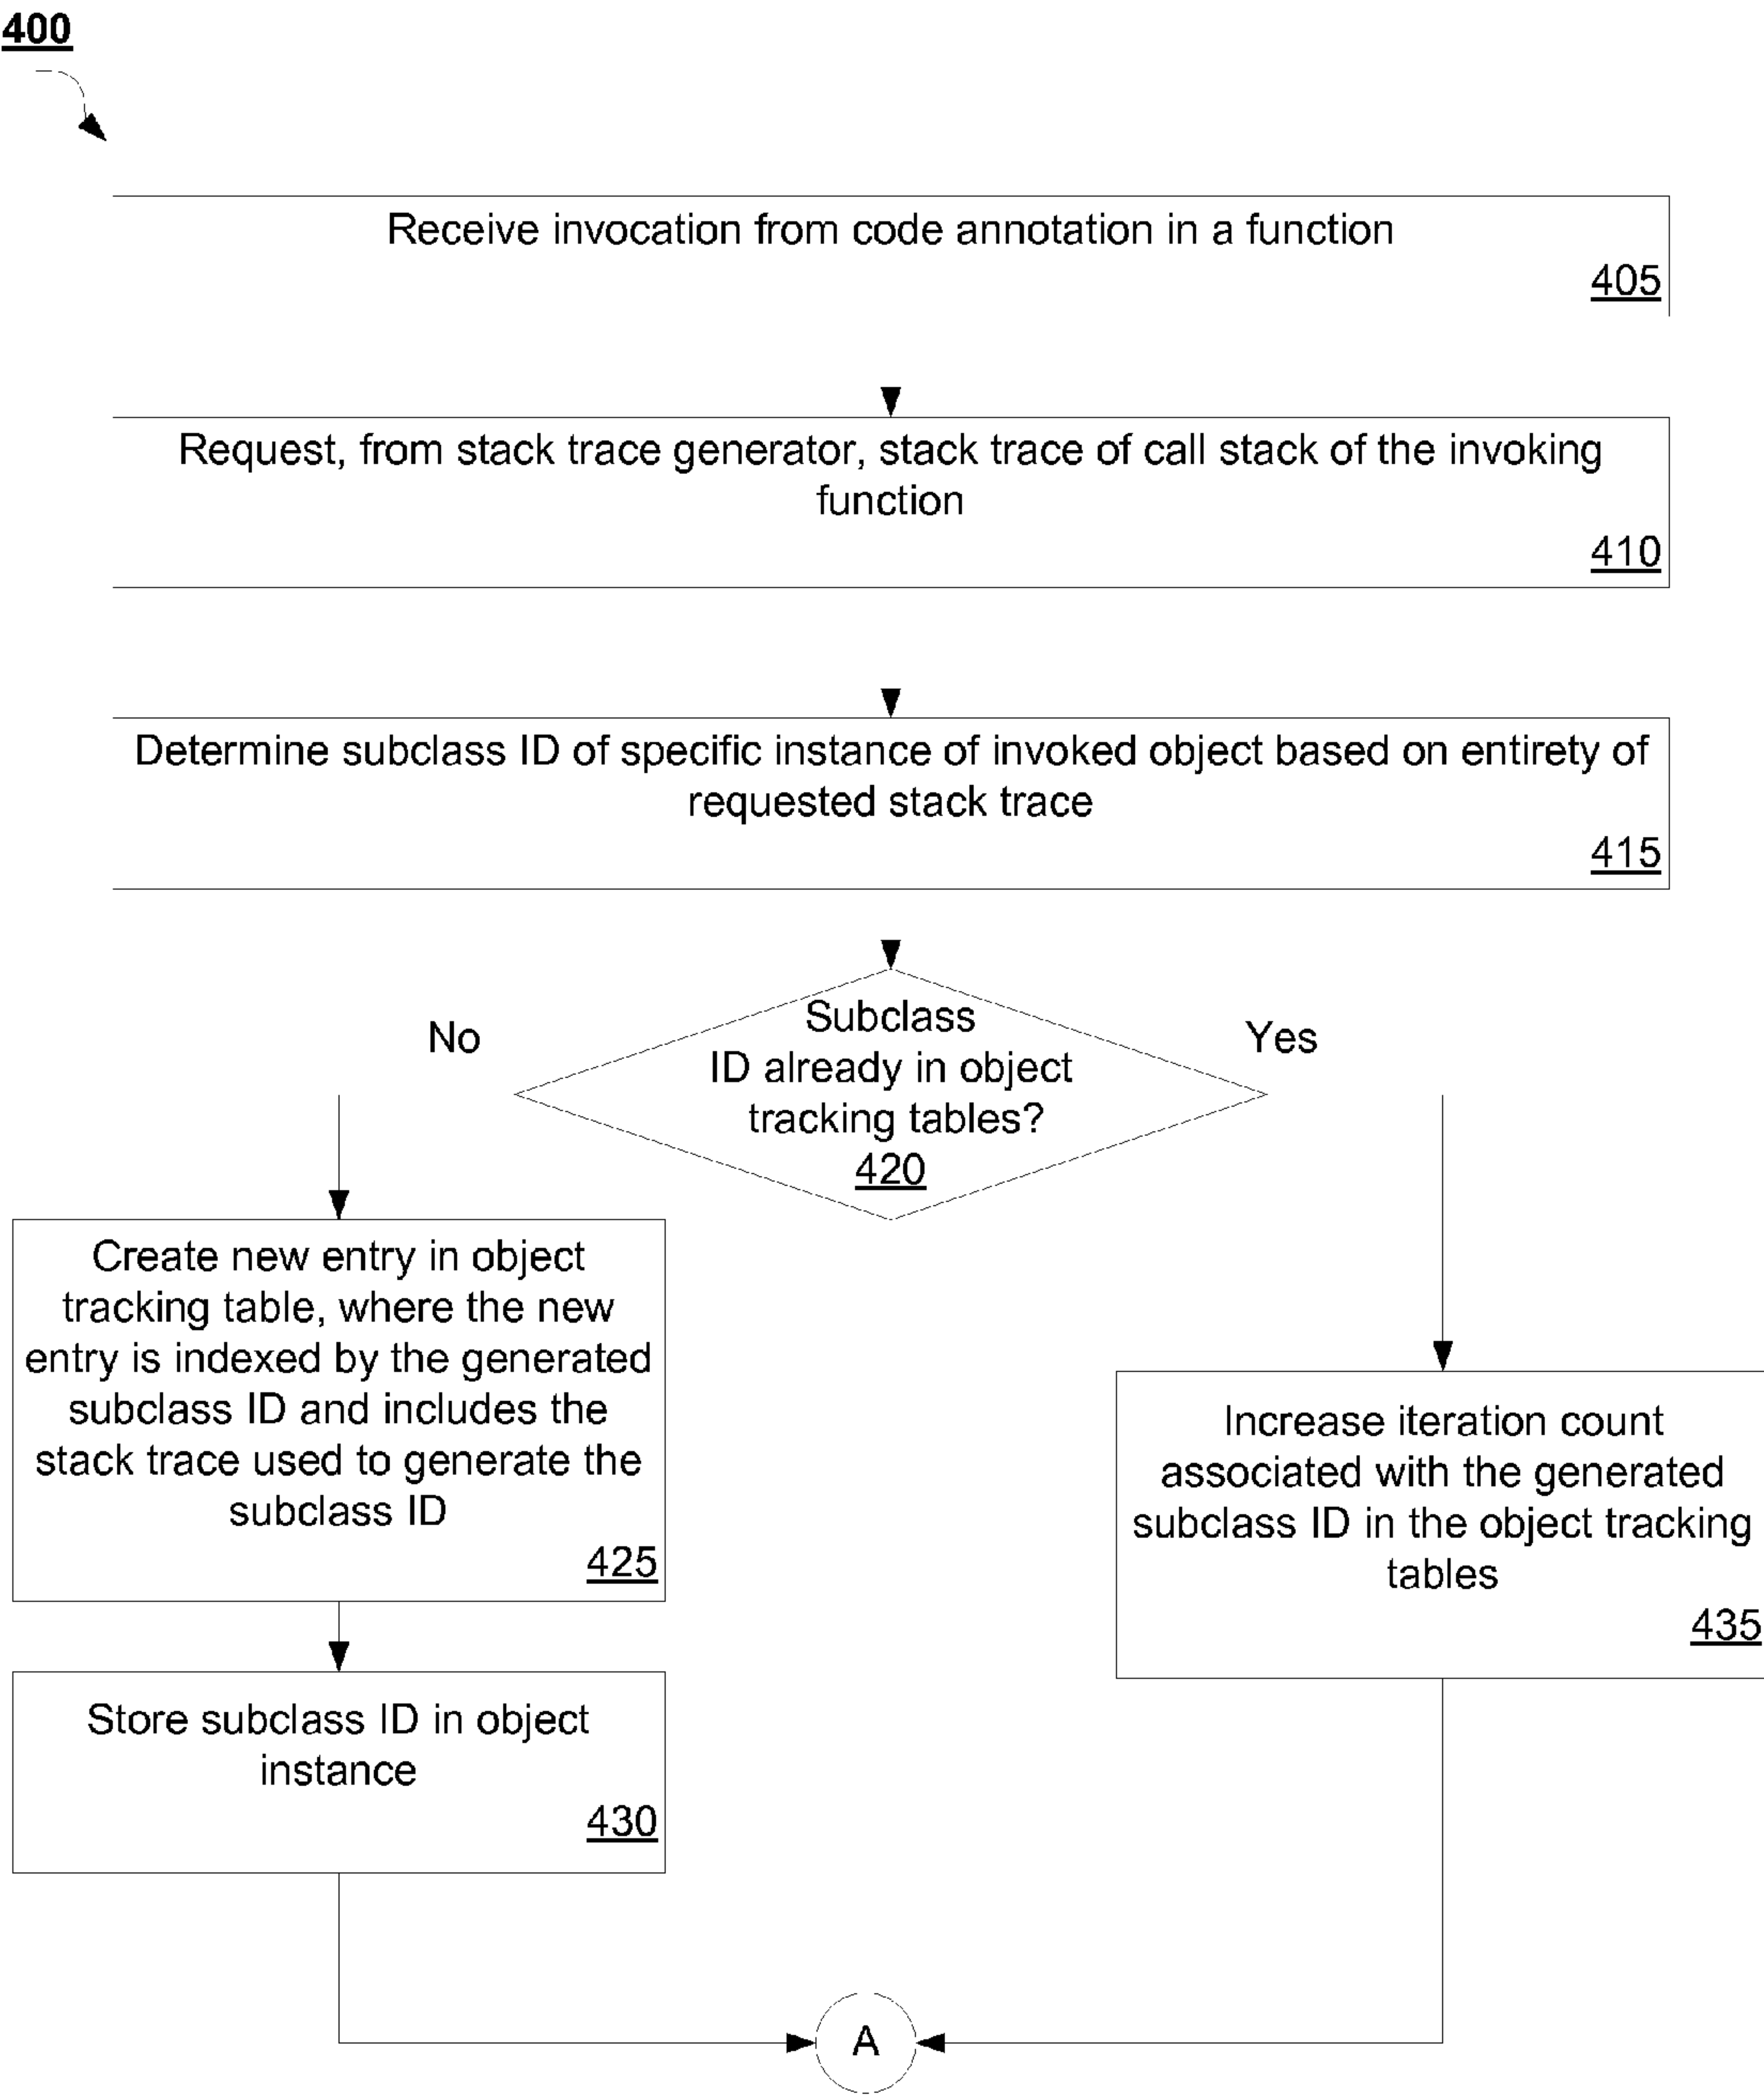 400
Receive invocation from code annotation in a function
405
Request, from stack trace generator, stack trace of call stack of the invoking
function
410
Determine subclass ID of specific instance of invoked object based on entirety of
requested stack trace
415
No
Subclass
ID already in object
tracking tables?
420
Yes
Create new entry in object
tracking table, where the new
entry is indexed by the generated
subclass ID and includes the
stack trace used to generate the
subclass ID
425
Increase iteration count
associated with the generated
subclass ID in the object tracking
tables
435
Store subclass ID in object
instance
430
A